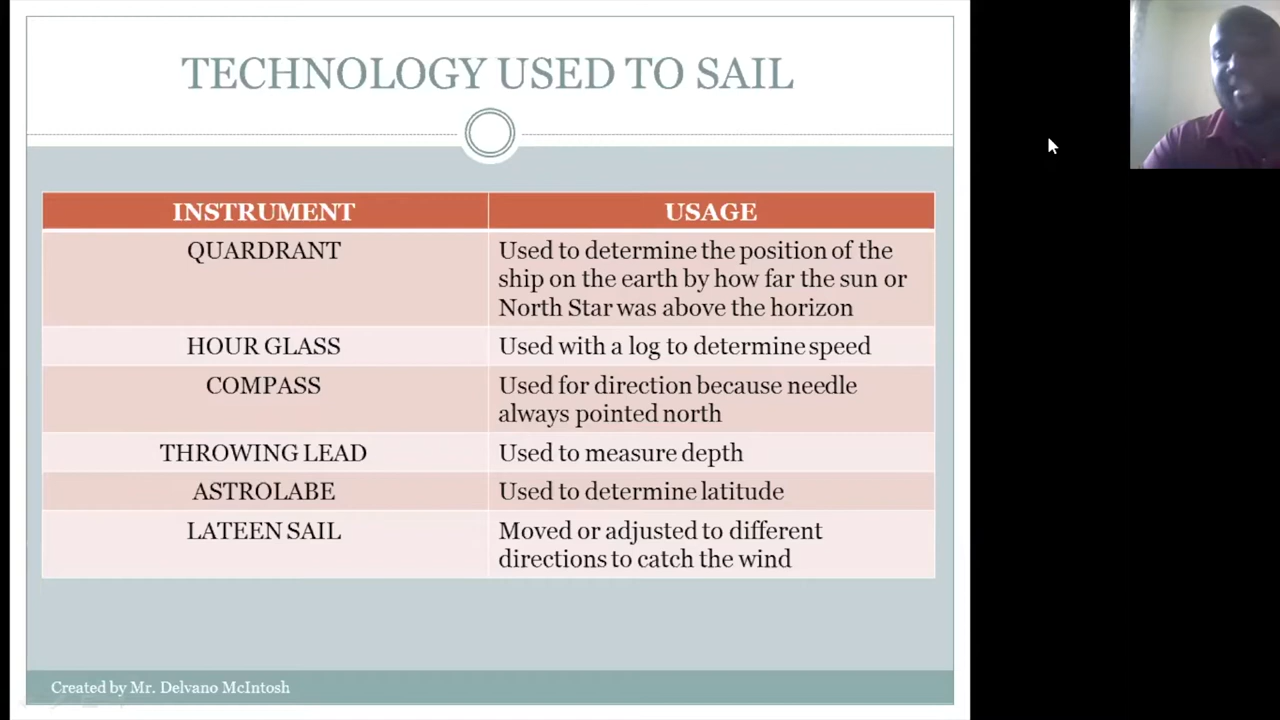 TECHNOLOGY USED TO SAIL
INSTRUMENT
USAGE
QUARDRANT
Used to determine the position of the
ship on the earth by how far the sun or
North Star was above the horizon
HOUR GLASS
Used with a log to determine speed
COMPASS
Used for direction because needle
always pointed north
THROWING LEAD
Used to measure depth
ASTROLABE
Used to determine latitude
LATEEN SAIL
Moved or adjusted to different
directions to catch the wind
Created by Mr. Delvano McIntosh